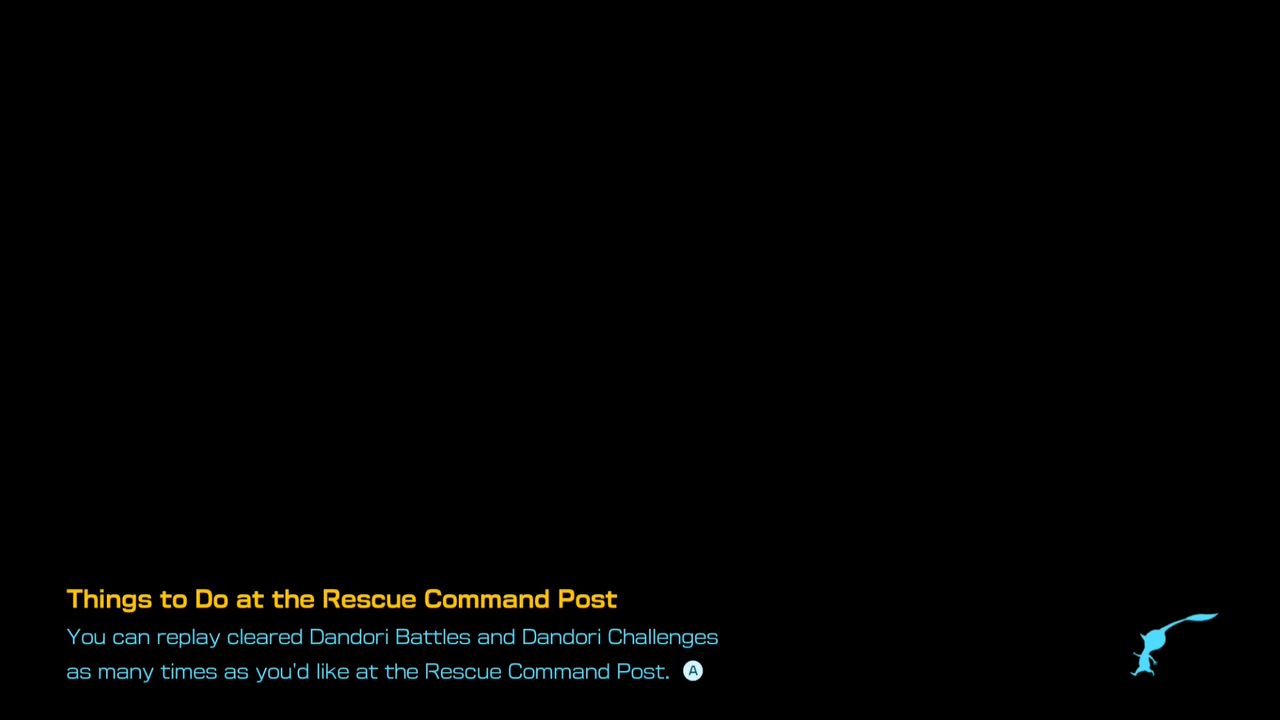 Things to Do at the Rescue Command Post
You can replay cleared Dandori Battles and Dandori Challenges
as many times as you'd like at the Rescue Command Post. A